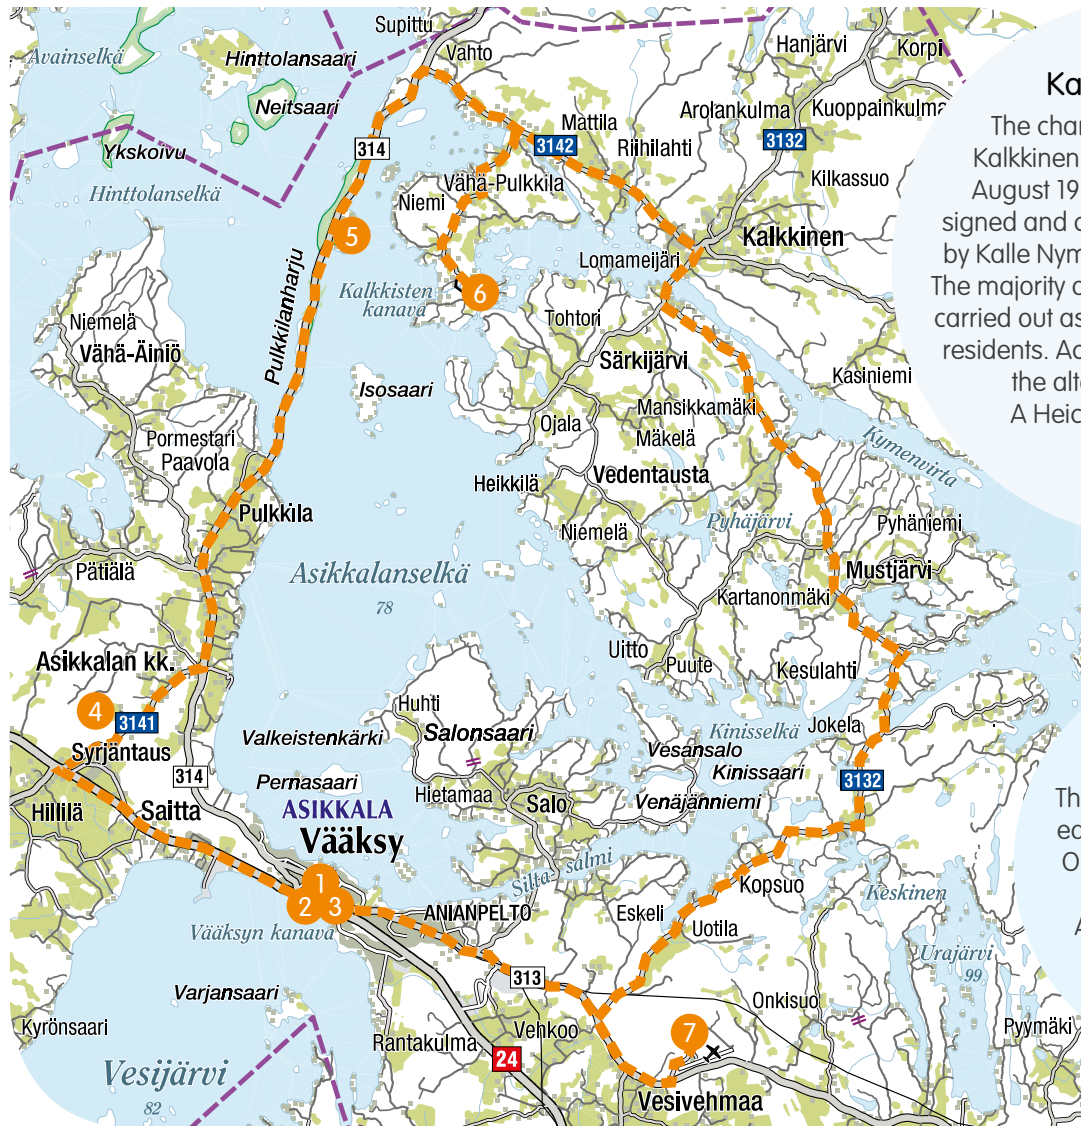 Supittu
Avainselkä
Hinttolansaari
Vahto
Hanjärvi
Korpi
Neitsaari
Mattila
Arolankulma
Kuoppainkulma
314
3142
3132
Ykskoivu
Riihilahti
Hinttolanselkä
Vähä-Pulkkila
Kilkassuo
Niemi
5
Kalkkinen
Lomameijäri
Kalkkisten
kanava
6
Pulkkilanharju
Niemelä
Tohtori
Vähä-Äiniö
Särkijärvi
Isosaari
Kasiniemi
Mansikkamäki
Pormestari
Ojala
Mäkelä
Paavola
Kymenvirta
Heikkilä
Vedentausta
Pulkkila
Pyhäjärvi
Pyhäniemi
Niemelä
Asikkalanselkä
78
Pätiälä
Mustjärvi
Kartanonmäki
Asikkalan kk.
Uitto
Puute
Kesulahti
4
3141
Huhti
Kinisselkä
Jokela
Valkeistenkärki
Salonsaari
Syrjäntaus
Vesansalo
314
Pernasaari
Kinissaari
3132
Hillilä
Saitta
ASIKKALA
Hietamaa
Salo
Venäjänniemi
Vääksy
Silta-salmi
1
2
3
Kopsuo
Keskinen
ANIANPELTO
Eskeli
Vääksyn kanava
Uotila
Urajärvi
99
313
Varjansaari
Onkisuo
Kyrönsaari
Rantakulma
Vehkoo
7
Pyymäki
24
Vesijärvi
82
Vesivehmaa
Ka
The char
Kalkkinen
August 19
signed and c
by Kalle Nym
The majority o
carried out as
residents. Ac
the alt
A Heic
Th
ec
O
A